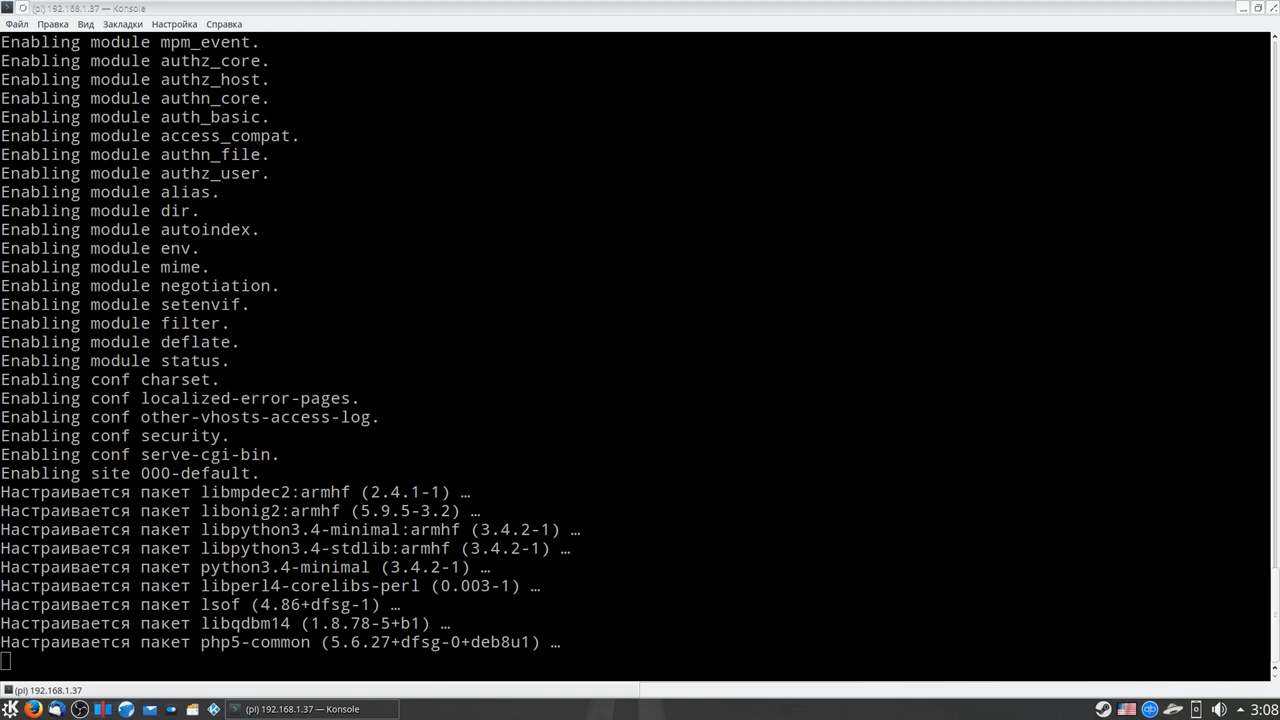 (pi) 192.168.1.37 — Konsole
Файл Правка Вид Закладки Настройка Справка
Enabling module mpm_event.
Enabling module authz_core.
Enabling module authz_host.
Enabling module authn_core.
Enabling module auth_basic.
Enabling module access_compat.
Enabling module authn_file.
Enabling module authz_user.
Enabling module alias.
Enabling module dir.
Enabling module autoindex.
Enabling module env.
Enabling module mime.
Enabling module negotiation.
Enabling module setenvif.
Enabling module filter.
Enabling module deflate.
Enabling module status.
Enabling conf charset.
Enabling conf localized-error-pages.
Enabling conf other-vhosts-access-log.
Enabling conf security.
Enabling conf serve-cgi-bin.
Enabling site 000-default.
Настраивается пакет libmpdec2:armhf (2.4.1-1) …
Настраивается пакет libonig2:armhf (5.9.5-3.2) …
Настраивается пакет libpython3.4-minimal:armhf (3.4.2-1) …
Настраивается пакет libpython3.4-stdlib:armhf (3.4.2-1) …
Настраивается пакет python3.4-minimal (3.4.2-1) …
Настраивается пакет libperl4-corelibs-perl (0.003-1) …
Настраивается пакет lsof (4.86+dfsg-1) …
Настраивается пакет libqdbm14 (1.8.78-5+b1) …
Настраивается пакет php5-common (5.6.27+dfsg-0+deb8u1) …
(pi) 192.168.1.37
(pi) 192.168.1.37 — Konsole
3:08